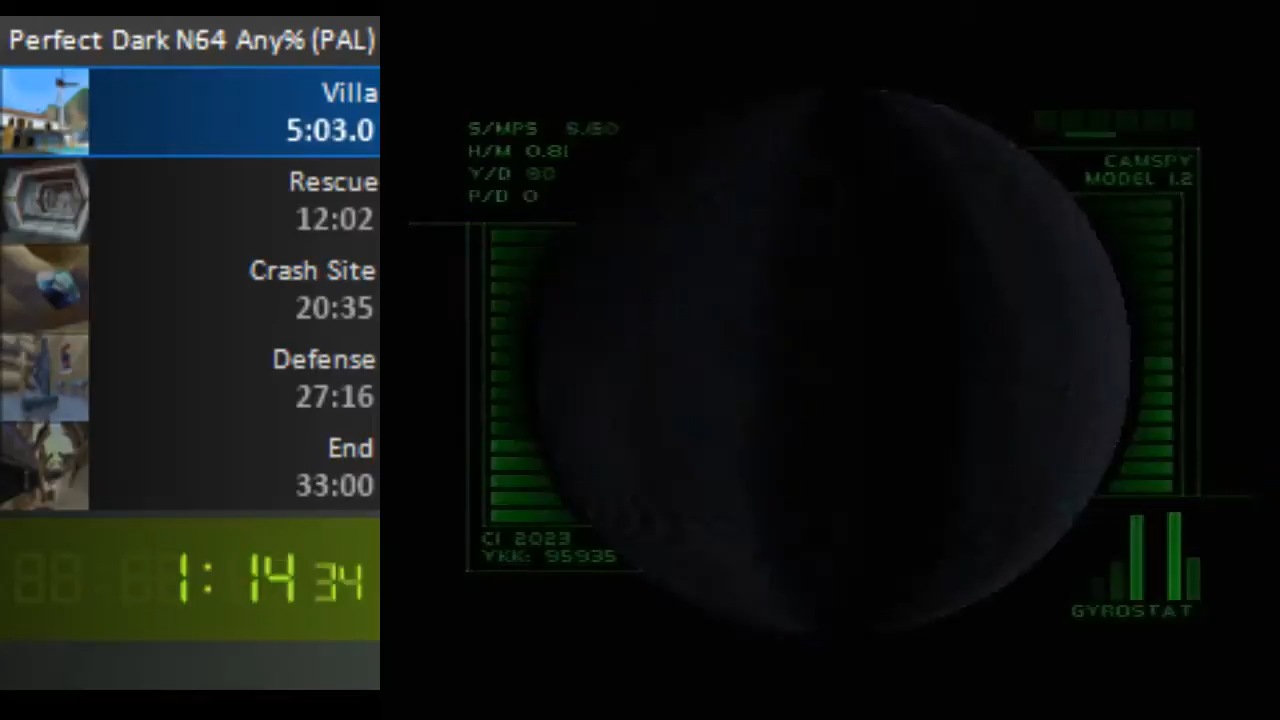 Perfect Dark N64 Any% (PAL)
Villa
5:03.0
Rescue
12:02
Crash Site
20:35
Defense
27:16
End
33:00
1:14 34
S/MPS
H/M 0.81
Y/D 80
P/D 0
CAMSPY
MODEL 1.2
CI 2023
YKK: 95935
GYROSTAT